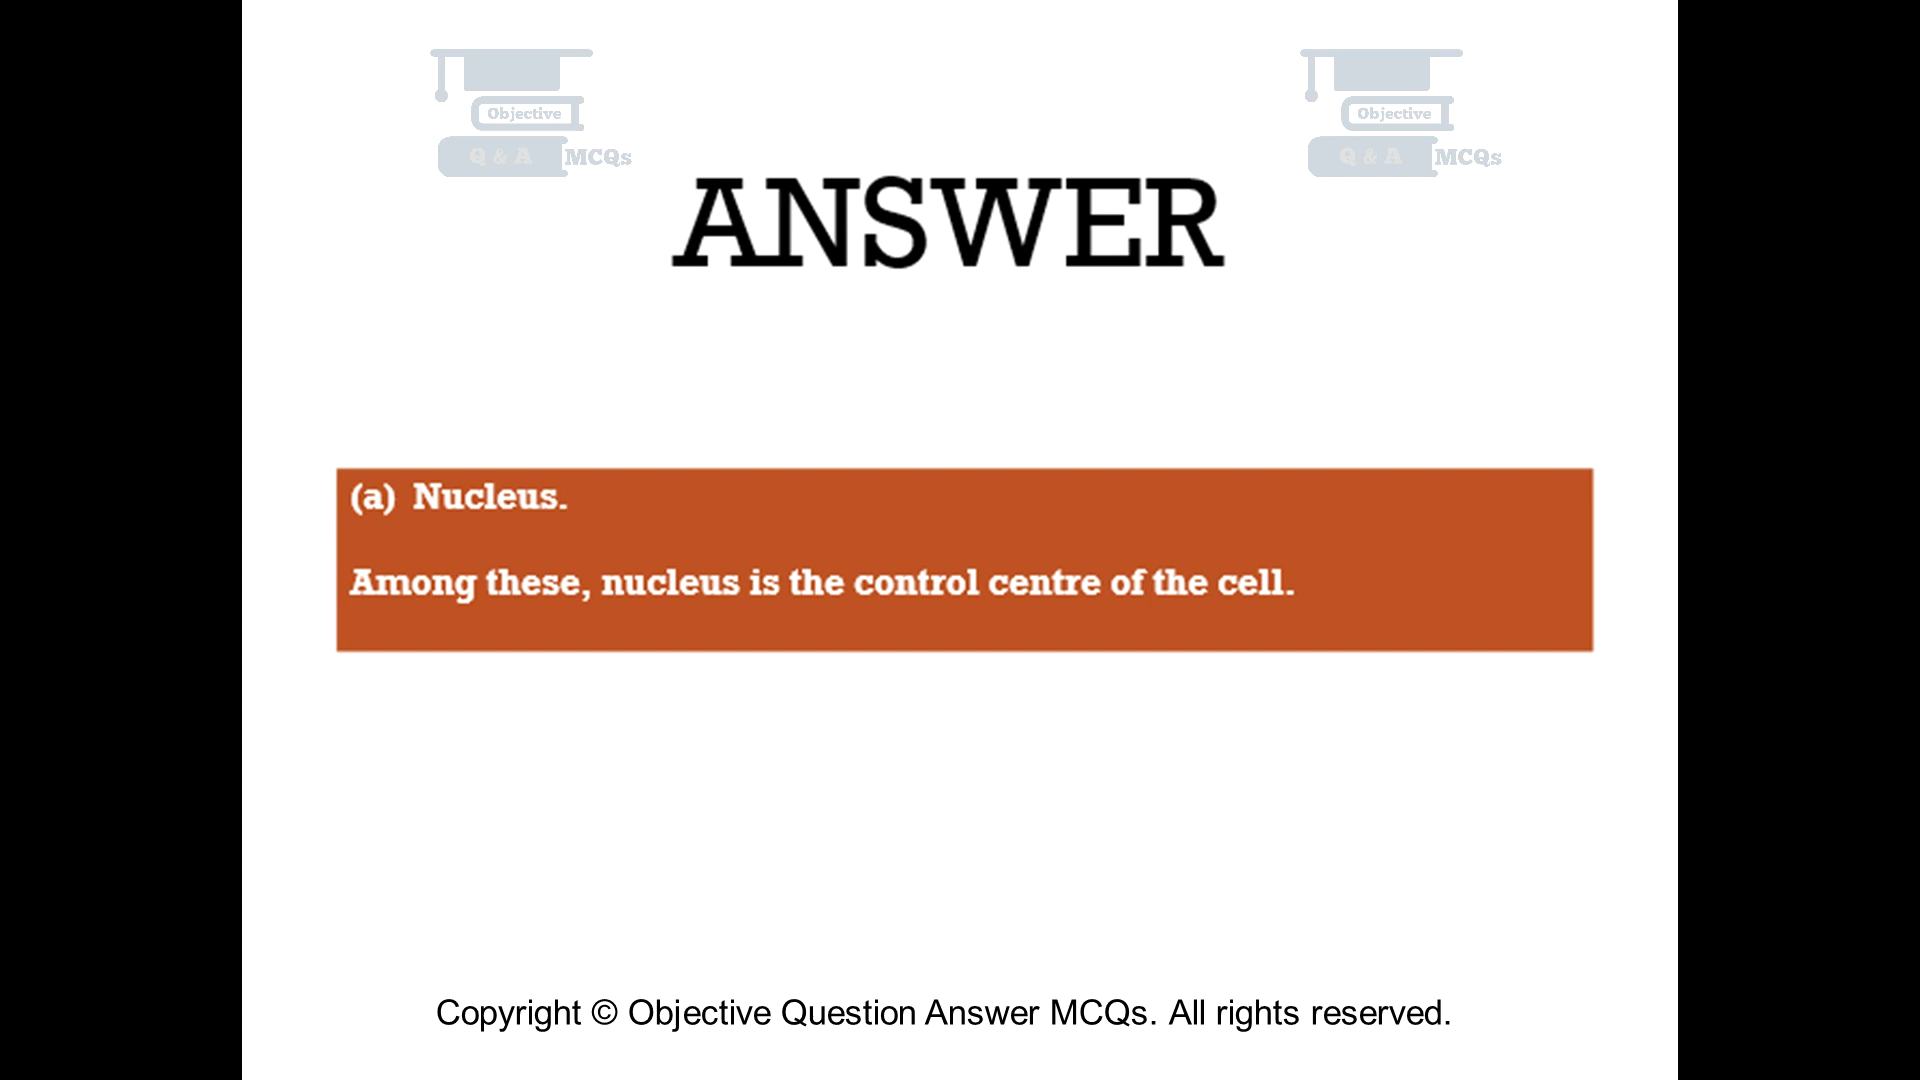 Objective
Q & A MCQs
Objective
Q & A MCQs
ANSWER
(a) Nucleus.
Among these, nucleus is the control centre of the cell.
Copyright © Objective Question Answer MCQs. All rights reserved.